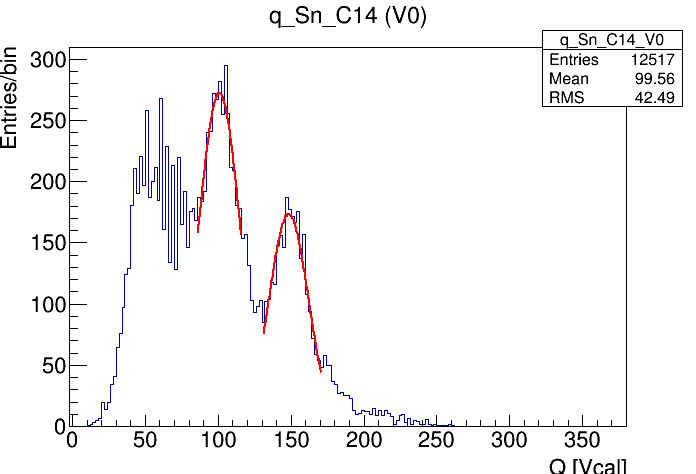 q_Sn_C14 (V0)
q_Sn_C14_V0
Entries 12517
Mean 99.56
RMS 42.49
Entries/bin
300
250
200
150
100
50
0
0 50 100 150 200 250 300 350
Q [Vcal]